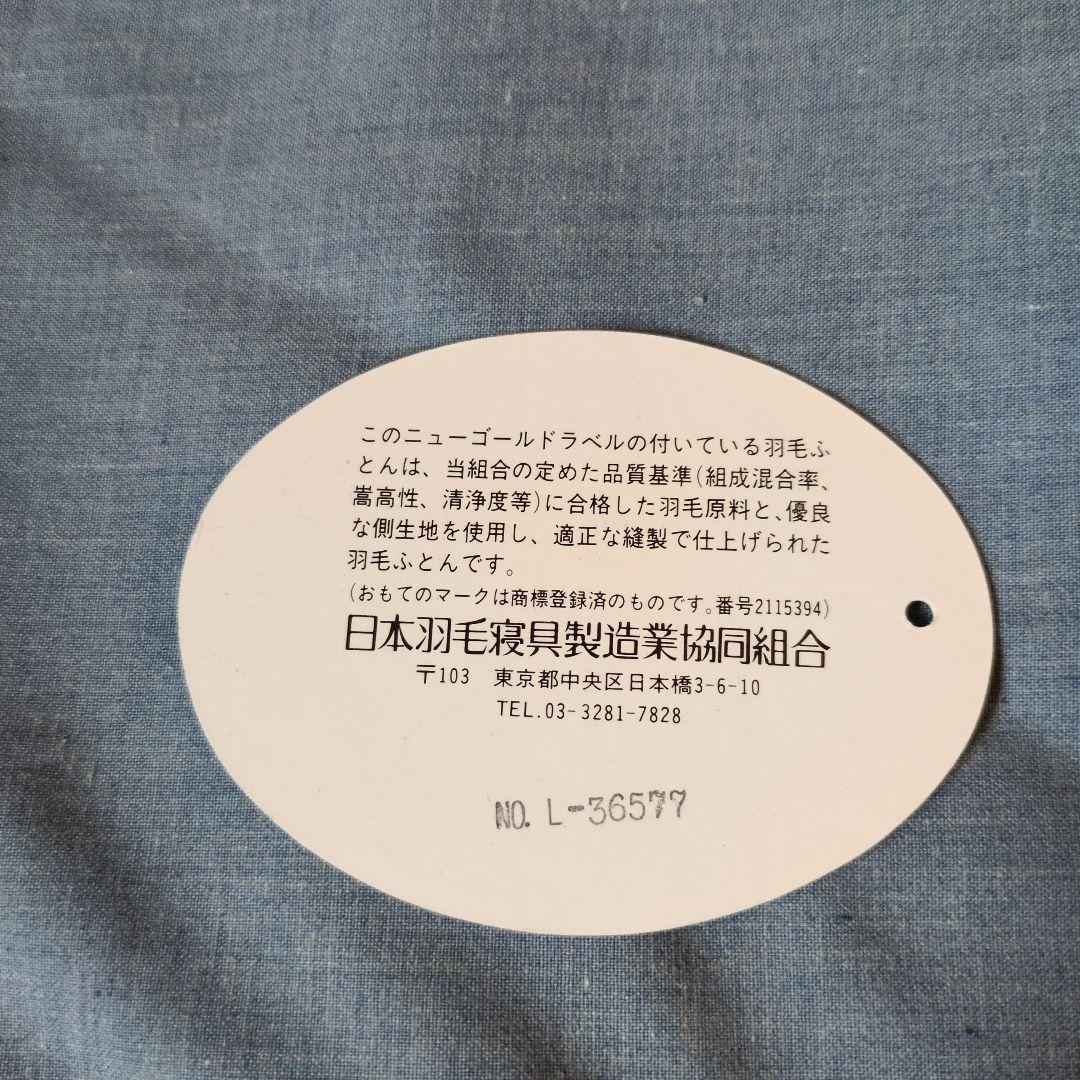 このニューゴールドラベルの付いている羽毛ふ
とんは、当組合の定めた品質基準(組成混合率、
嵩高性、清浄度等)に合格した羽毛原料と、優良
な側生地を使用し、適正な縫製で仕上げられた
羽毛ふとんです。
(おもてのマークは商標登録済のものです。番号2115394)
日本羽毛寝具製造業協同組合
〒103 東京都中央区日本橋3-6-10
TEL.03-3281-7828
NO. L-36577